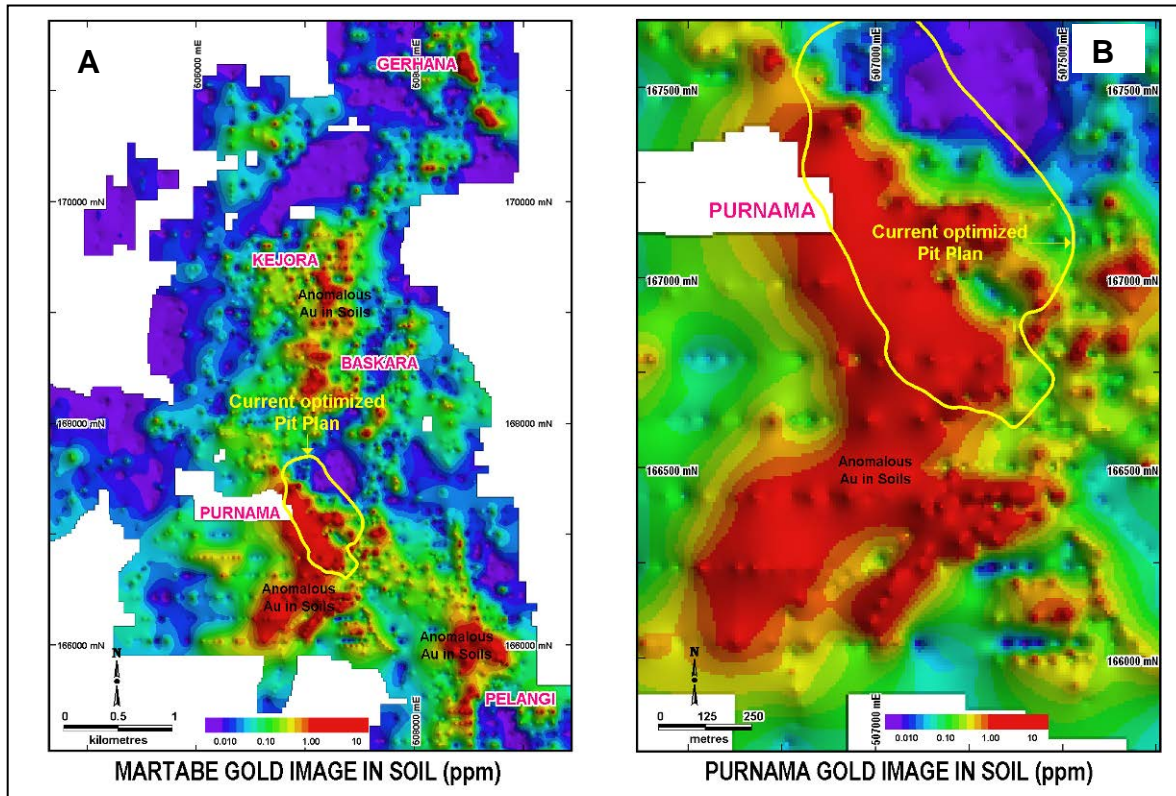 A
606000 mE
GERHANA
170000 mN
170000 mN
KEJORA
Anomalous
Au in Soils
BASKARA
Current optimized
Pit Plan
168000 mN
168000 mN
PURNAMA
Anomalous
Au in Soils
Anomalous
Au in Soils
166000 mN
166000 mN
PELANGI
N
0 0.5 1
kilometres
0.010 0.10 1.00 10
608000 mE
MARTABE GOLD IMAGE IN SOIL (ppm)
B
507000 mE
507500 mE
167500 mN
167500 mN
PURNAMA
Current optimized
Pit Plan
167000 mN
167000 mN
Anomalous
Au in Soils
166500 mN
166500 mN
166000 mN
N
0 125 250
metres
507000 mE
0.010 0.10 1.00 10
PURNAMA GOLD IMAGE IN SOIL (ppm)